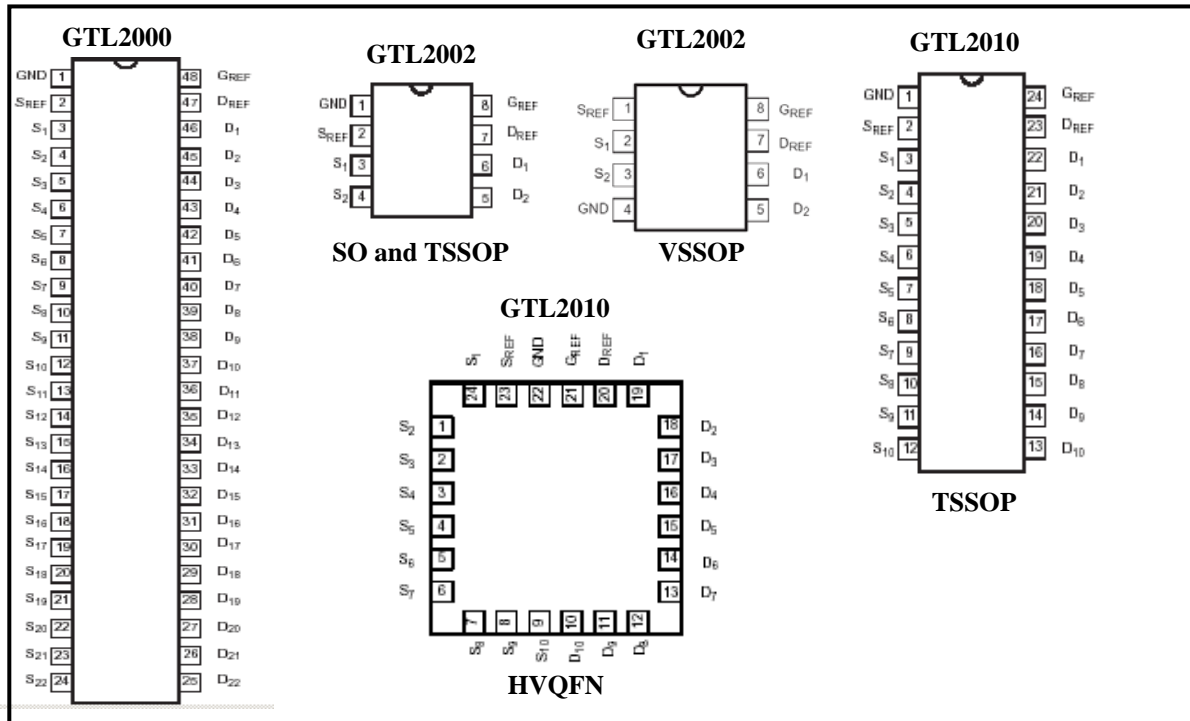 GTL2000
GND 1 48 GREF
SREF 2 47 DREF
S1 3 46 D1
S2 4 45 D2
S3 5 44 D3
S4 6 43 D4
S5 7 42 D5
S6 8 41 D6
S7 9 40 D7
S8 10 39 D8
S9 11 38 D9
S10 12 37 D10
S11 13 36 D11
S12 14 35 D12
S13 15 34 D13
S14 16 33 D14
S15 17 32 D15
S16 18 31 D16
S17 19 30 D17
S18 20 29 D18
S19 21 28 D19
S20 22 27 D20
S21 23 26 D21
S22 24 25 D22
GTL2002
GND 1 8 GREF
SREF 2 7 DREF
S1 3 6 D1
S2 4 5 D2
SO and TSSOP
GTL2002
SREF 1 8 GREF
S1 2 7 DREF
S2 3 6 D1
GND 4 5 D2
VSSOP
GTL2010
GND 1 24 GREF
SREF 2 23 DREF
S1 3 22 D1
S2 4 21 D2
S3 5 20 D3
S4 6 19 D4
S5 7 18 D5
S6 8 17 D6
S7 9 16 D7
S8 10 15 D8
S9 11 14 D9
S10 12 13 D10
TSSOP
GTL2010
S1 SREF GND GREF DREF D1
24 23 22 21 20 19
S2 1 18 D2
S3 2 17 D3
S4 3 16 D4
S5 4 15 D5
S6 5 14 D6
S7 6 13 D7
7 8 9 10 11 12
S8 S9 S10 D10 D9 D8
HVQFN